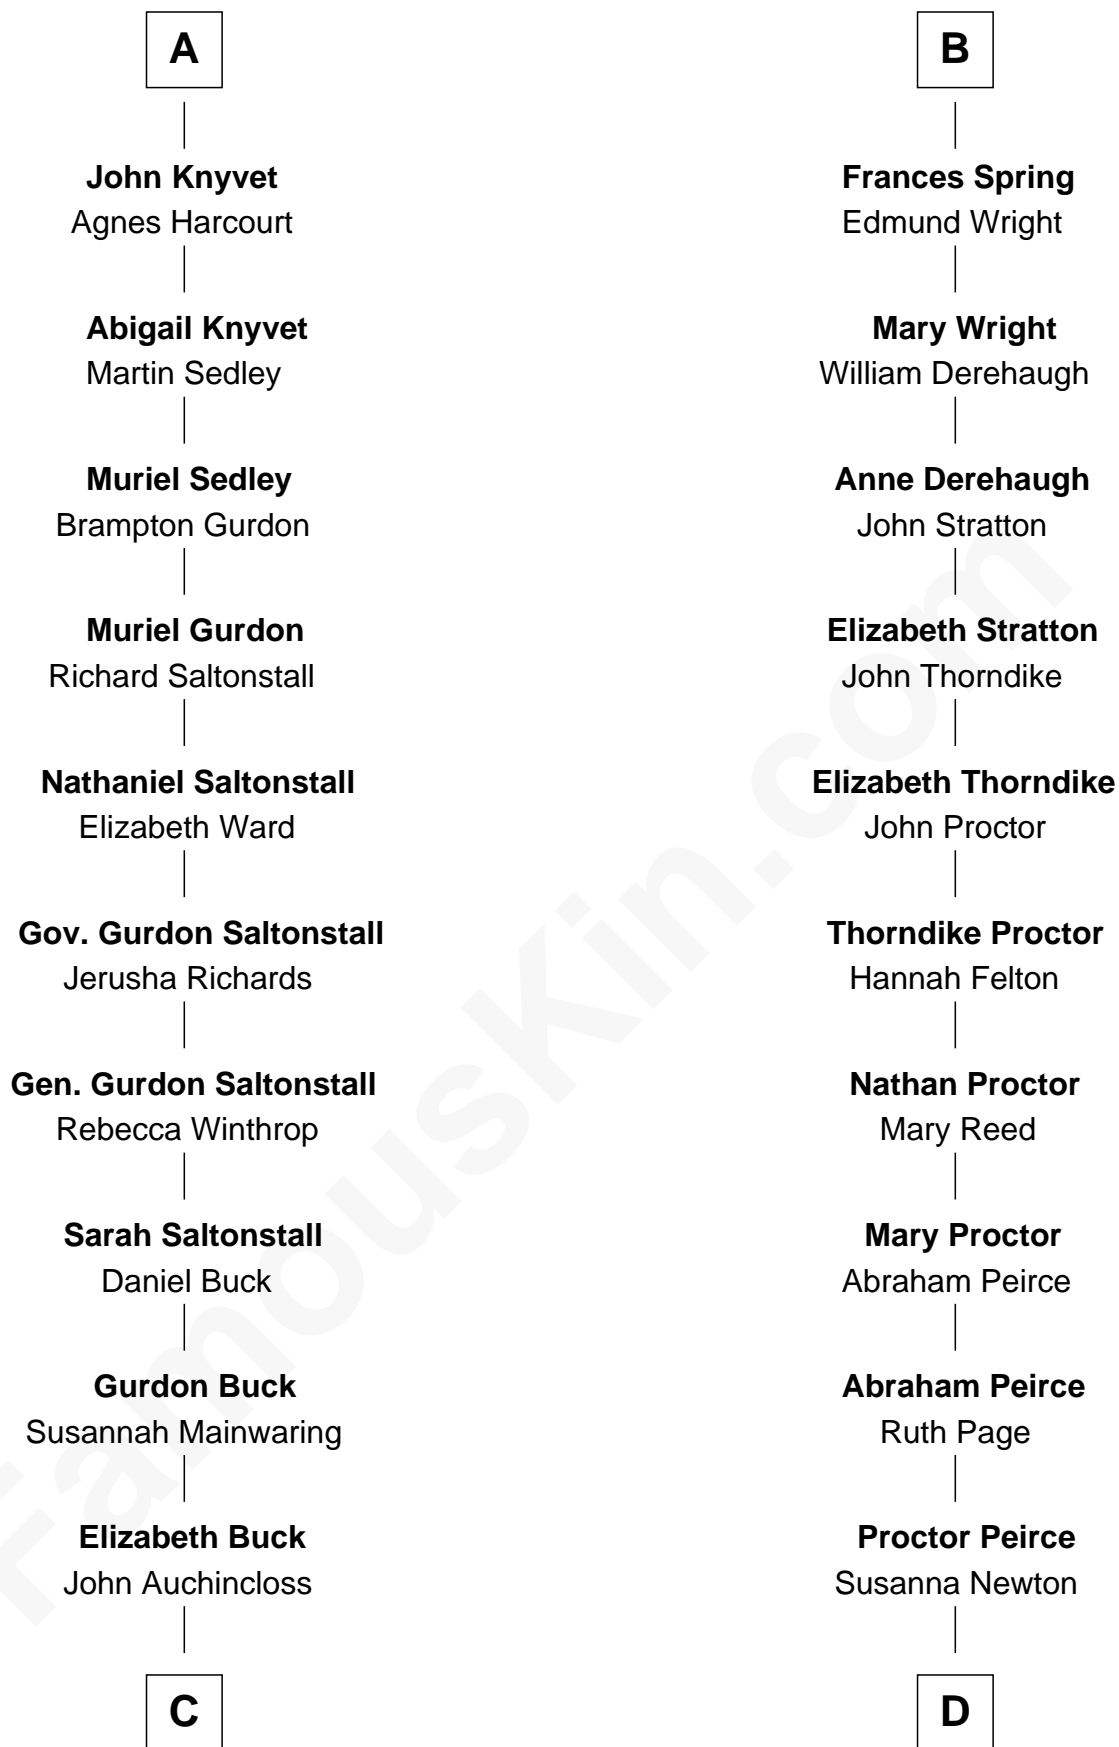 A
John Knyvet
Agnes Harcourt
Abigail Knyvet
Martin Sedley
Muriel Sedley
Brampton Gurdon
Muriel Gurdon
Richard Saltonstall
Nathaniel Saltonstall
Elizabeth Ward
Gov. Gurdon Saltonstall
Jerusha Richards
Gen. Gurdon Saltonstall
Rebecca Winthrop
Sarah Saltonstall
Daniel Buck
Gurdon Buck
Susannah Mainwaring
Elizabeth Buck
John Auchincloss
C
B
Frances Spring
Edmund Wright
Mary Wright
William Derehaugh
Anne Derehaugh
John Stratton
Elizabeth Stratton
John Thorndike
Elizabeth Thorndike
John Proctor
Thorndike Proctor
Hannah Felton
Nathan Proctor
Mary Reed
Mary Proctor
Abraham Peirce
Abraham Peirce
Ruth Page
Proctor Peirce
Susanna Newton
D
FamousKin.com